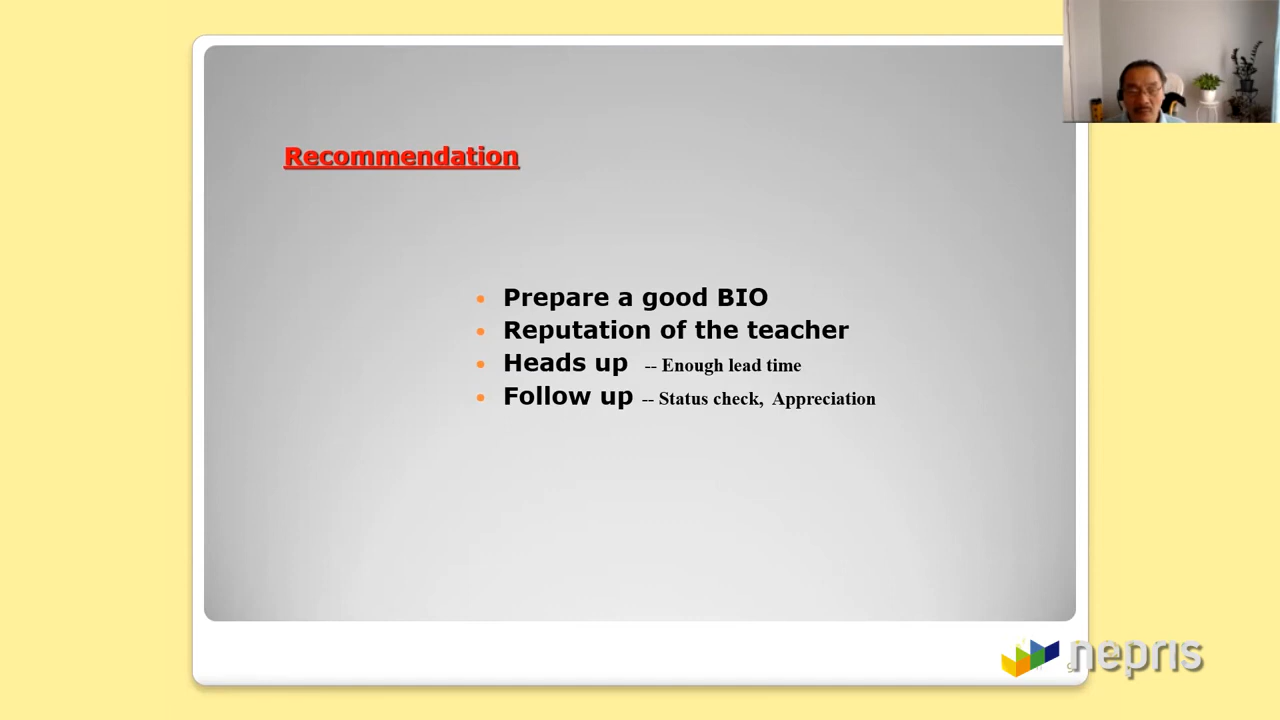 Recommendation
• Prepare a good BIO
• Reputation of the teacher
• Heads up -- Enough lead time
• Follow up -- Status check, Appreciation
nepris